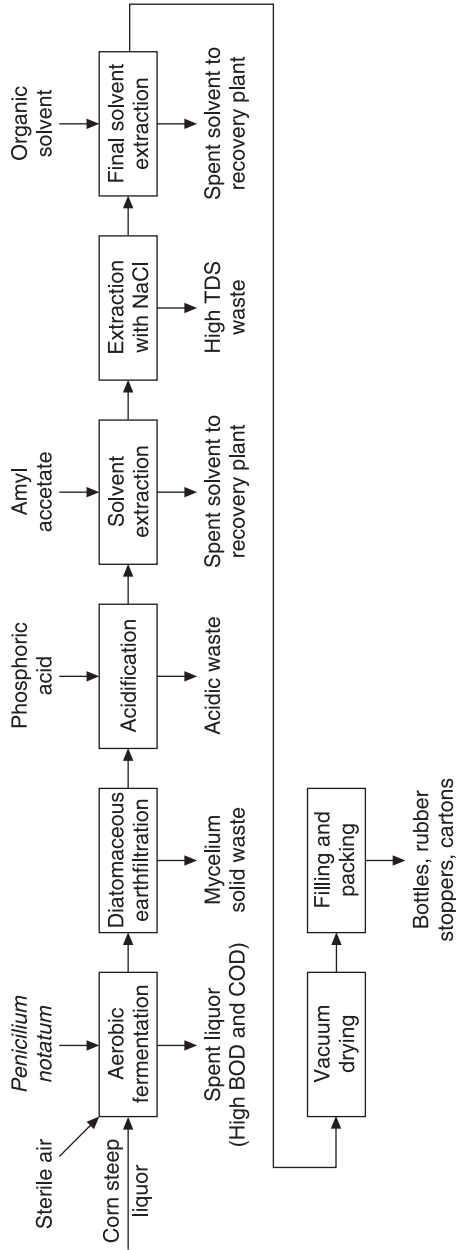 Sterile air
Corn steep
liquor
Penicilium
notatum
Aerobic
fermentation
Spent liquor
(High BOD and COD)
Diatomaceous
earthfiltration
Mycelium
solid waste
Phosphoric
acid
Acidification
Acidic waste
Amyl
accetate
Solvent
extraction
Spent solvent to
recovery plant
Extraction
with NaCl
High TDS
waste
Organic
solvent
Final solvent
extraction
Spent solvent to
recovery plant
Vacuum
drying
Filling and
packing
Bottles, rubber
stoppers, cartons